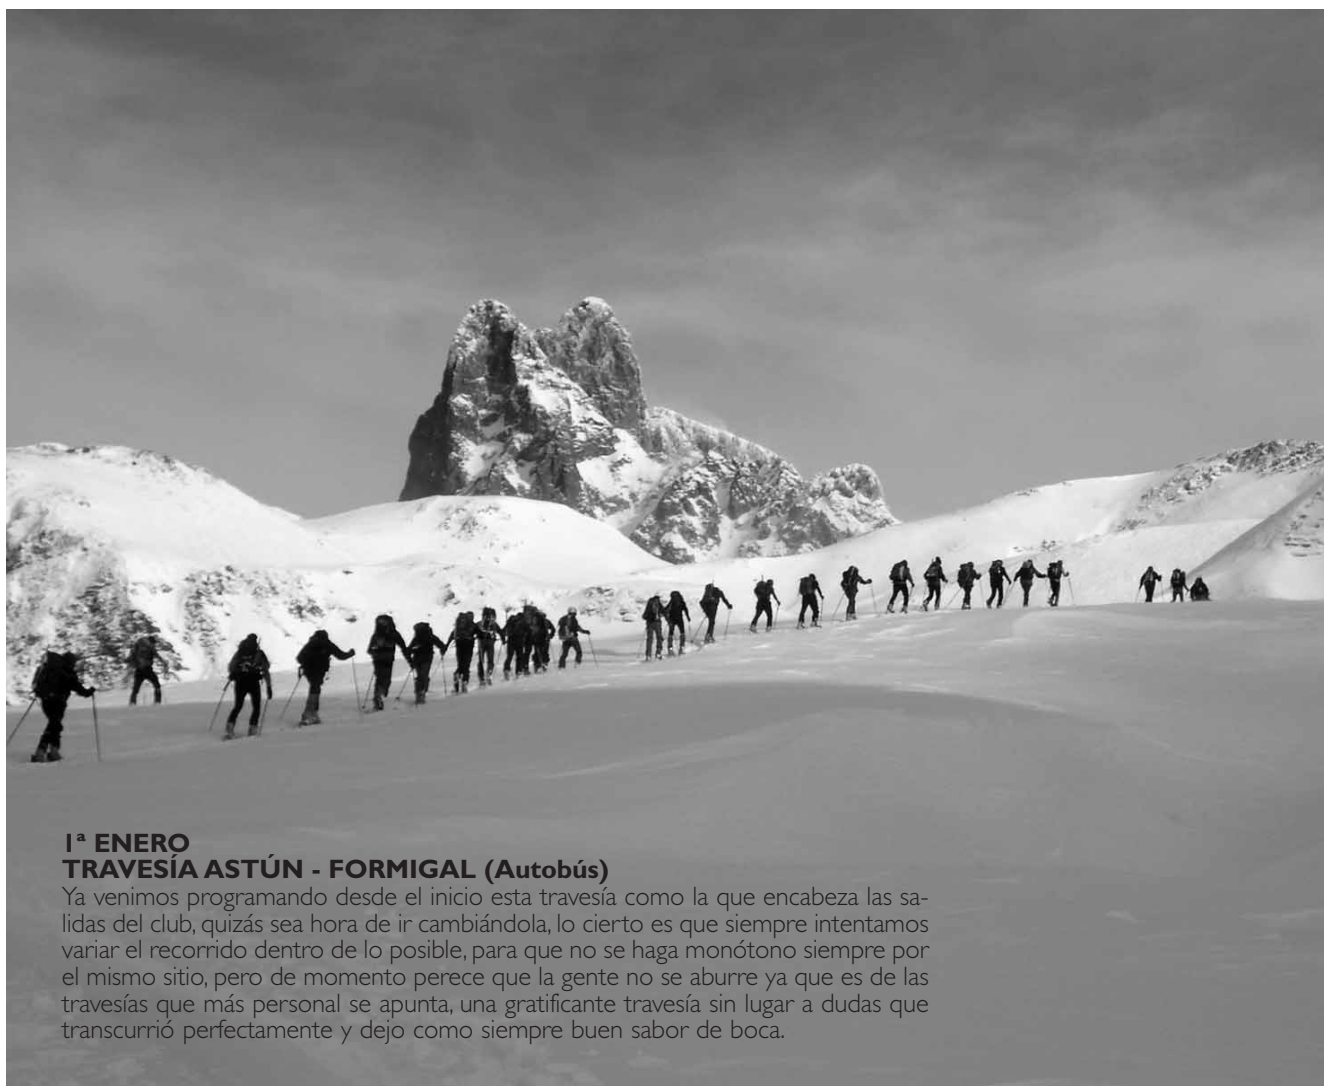 1ª ENERO
TRAVESÍA ASTÚN - FORMIGAL (Autobús)
Ya venimos programando desde el inicio esta travesía como la que encabeza las sa-
lidas del club, quizás sea hora de ir cambiándola, lo cierto es que siempre intentamos
variar el recorrido dentro de lo posible, para que no se haga monótono siempre por
el mismo sitio, pero de momento perece que la gente no se aburre ya que es de las
travesías que más personal se apunta, una gratificante travesía sin lugar a dudas que
transcurrió perfectamente y dejo como siempre buen sabor de boca.